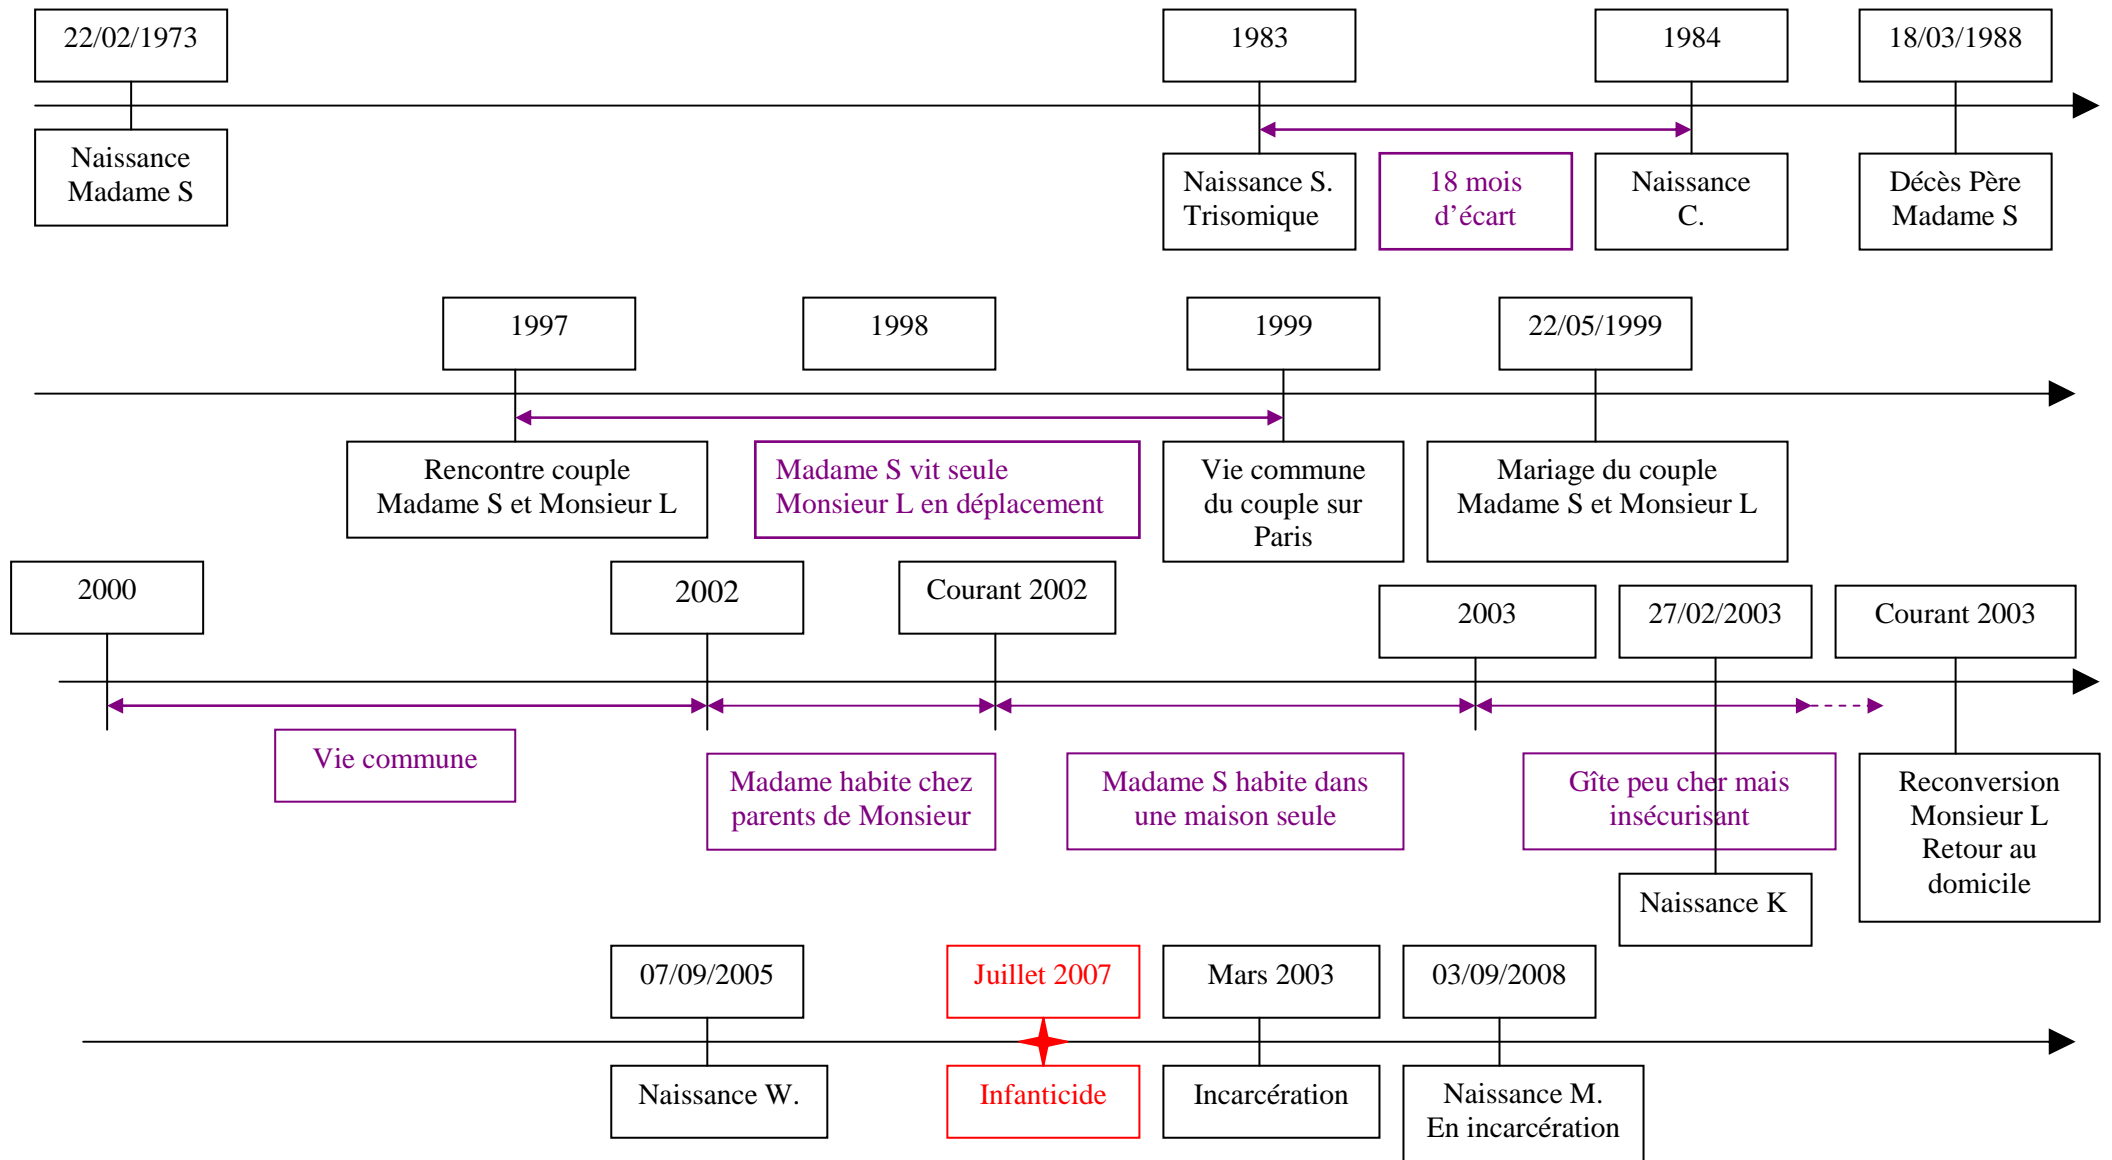 22/02/1973
1983
1984
18/03/1988
Naissance
Madame S
Naissance S.
Trisomique
18 mois
d’écart
Naissance
C.
Décès Père
Madame S
1997
1998
1999
22/05/1999
Rencontre couple
Madame S et Monsieur L
Madame S vit seule
Monsieur L en déplacement
Vie commune
du couple sur
Paris
Mariage du couple
Madame S et Monsieur L
2000
2002
Courant 2002
2003
27/02/2003
Courant 2003
Vie commune
Madame habite chez
parents de Monsieur
Madame S habite dans
une maison seule
Gîte peu cher mais
insécurisant
Naissance K
Reconversion
Monsieur L
Retour au
domicile
07/09/2005
Juillet 2007
Mars 2003
03/09/2008
Naissance W.
Infanticide
Incarcération
Naissance M.
En incarcération